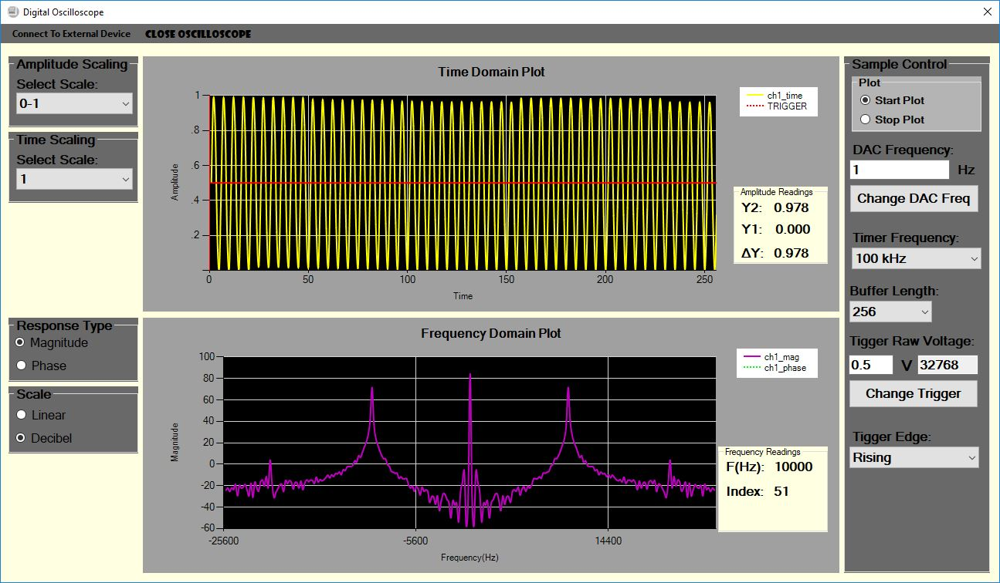 Digital Oscilloscope
Connect To External Device CLOSE OSCILLOSCOPE
Amplitude Scaling
Select Scale:
0-1
Time Scaling
Select Scale:
1
Time Domain Plot
Amplitude
1
.8
.6
.4
.2
0 50 100 150 200 250
Time
ch1_time
TRIGGER
Amplitude Readings
Y2: 0.978
Y1: 0.000
ΔY: 0.978
Response Type
Magnitude
Phase
Scale
Linear
Decibel
Frequency Domain Plot
Magnitude
100
80
60
40
20
0
-20
-40
-60
-25600 -5600 14400
Frequency(Hz)
ch1_mag
ch1_phase
Frequency Readings
F(Hz): 10000
Index: 51
Sample Control
Plot
Start Plot
Stop Plot
DAC Frequency:
1 Hz
Change DAC Freq
Timer Frequency:
100 kHz
Buffer Length:
256
Tigger Raw Voltage:
0.5 V 32768
Change Trigger
Tigger Edge:
Rising